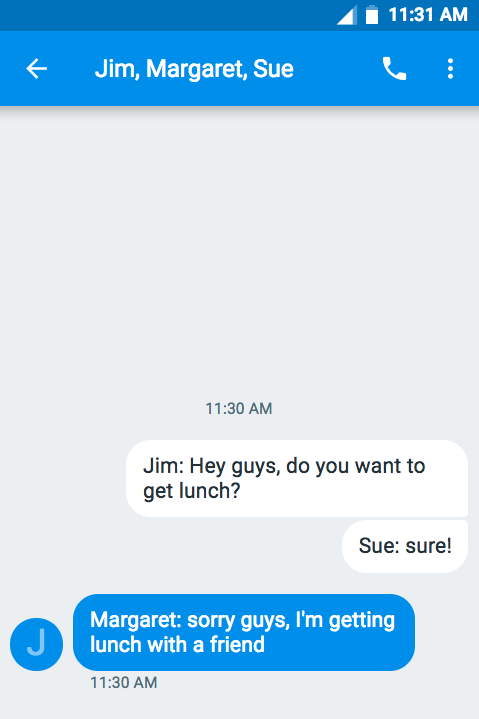 11:31 AM
Jim, Margaret, Sue
11:30 AM
Jim: Hey guys, do you want to
get lunch?
Sue: sure!
Margaret: sorry guys, I'm getting
lunch with a friend
J
11:30 AM